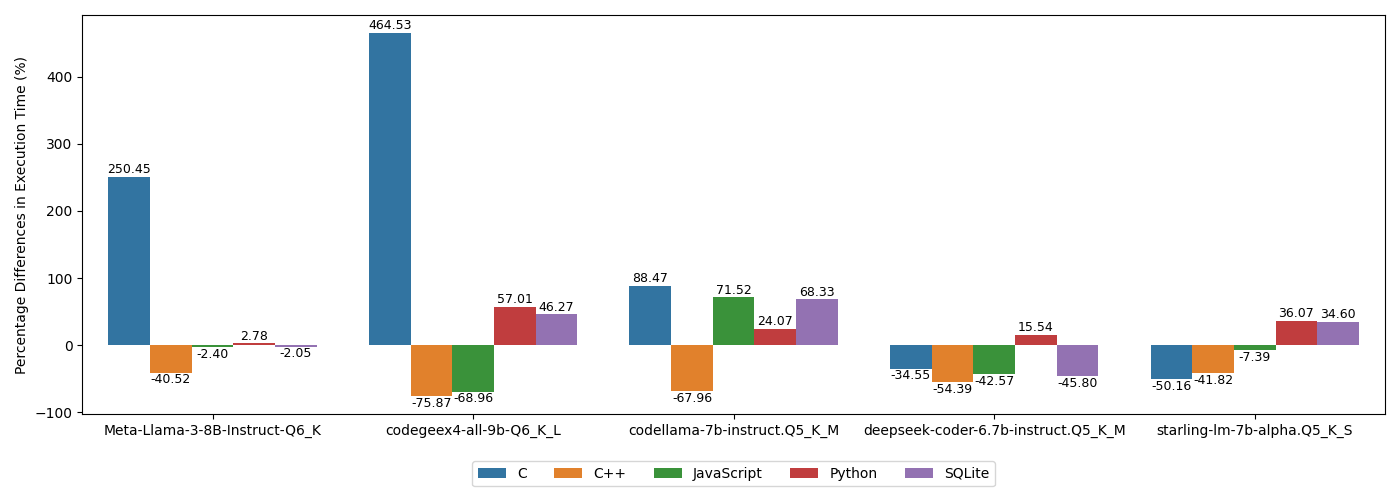 Percentage Differences in Execution Time (%)
400
300
200
100
0
−100
250.45
-40.52
-2.40
2.78
-2.05
464.53
-75.87
-68.96
57.01
46.27
88.47
-67.96
71.52
24.07
68.33
-34.55
-54.39
-42.57
15.54
-45.80
-50.16
-41.82
-7.39
36.07
34.60
Meta-Llama-3-8B-Instruct-Q6_K
codegeex4-all-9b-Q6_K_L
codellama-7b-instruct.Q5_K_M
deepseek-coder-6.7b-instruct.Q5_K_M
starling-lm-7b-alpha.Q5_K_S
C
C++
JavaScript
Python
SQLite